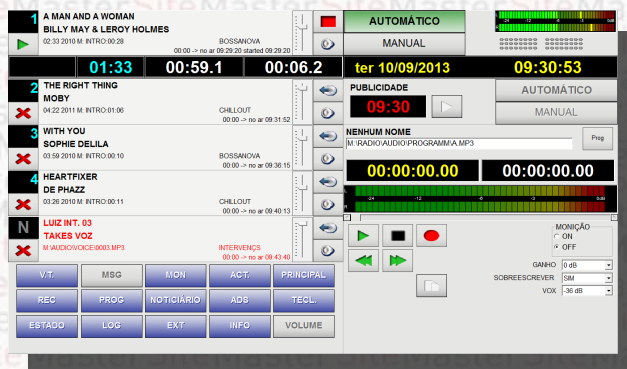 1
A MAN AND A WOMAN
BILLY MAY & LEROY HOLMES
02:33 2010 M: INTRO:00:28
BOSSANOVA
00:00 -> no ar 09:29:20 started 09:29:20
01:33
00:59.1
00:06.2
2
THE RIGHT THING
MOBY
04:22 2011 M: INTRO:01:06
CHILLOUT
00:00 -> no ar 09:31:52
3
WITH YOU
SOPHIE DELILA
03:59 2010 M: INTRO:00:10
BOSSANOVA
00:00 -> no ar 09:36:15
4
HEARTFIXER
DE PHAZZ
03:26 2010 M: INTRO:00:11
CHILLOUT
00:00 -> no ar 09:40:13
N
LUIZ INT. 03
TAKES VOZ
M:\AUDIO\VOICE\0003.MP3
INTERVENÇS
00:00 -> no ar 09:43:40
V.T.
MSG
MON
ACT.
PRINCIPAL
REC
PROG
NOTICIÁRIO
ADS
TECL.
ESTADO
LOG
EXT
INFO
VOLUME
AUTOMÁTICO
MANUAL
ter 10/09/2013
09:30:53
PUBLICIDADE
09:30
AUTOMÁTICO
MANUAL
NENHUM NOME
M:\RADIO\AUDIO\PROGRAMM\A.MP3
Prog
00:00:00.00
00:00:00.00
L
-24
-12
-6
-3
0dB
R
MONIÇÃO
ON
OFF
GANHO
0 dB
SOBREESCREVER
SIM
VOX
-36 dB